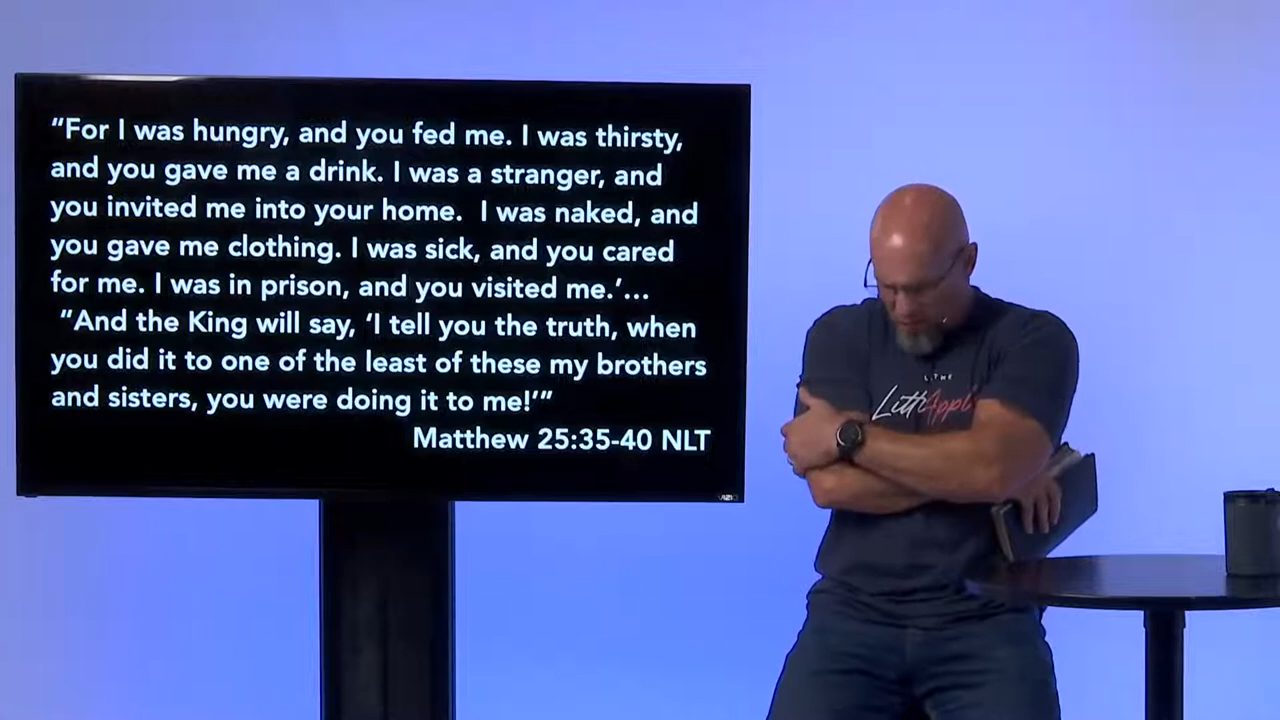 “For I was hungry, and you fed me. I was thirsty,
and you gave me a drink. I was a stranger, and
you invited me into your home.  I was naked, and
you gave me clothing. I was sick, and you cared
for me. I was in prison, and you visited me.’...
“And the King will say, ‘I tell you the truth, when
you did it to one of the least of these my brothers
and sisters, you were doing it to me!’”
Matthew 25:35-40 NLT
VIZIO